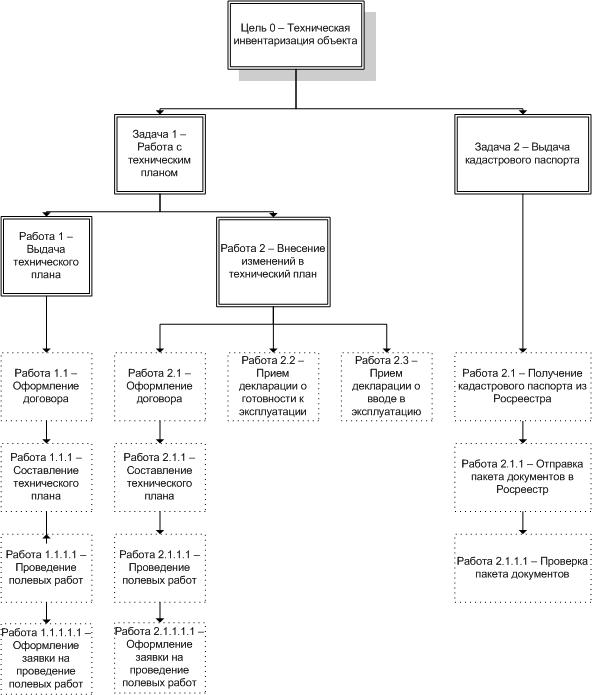 Цель 0 – Техническая
инвентаризация объекта
Задача 1 –
Работа с
техническим
планом
Задача 2 – Выдача
кадастрового паспорта
Работа 1 –
Выдача
технического
плана
Работа 2 – Внесение
изменений в
технический план
Работа 1.1 –
Оформление
договора
Работа 2.1 –
Оформление
договора
Работа 2.2 –
Прием
декларации о
готовности к
эксплуатации
Работа 2.3 –
Прием
декларации о
вводе в
эксплуатацию
Работа 2.1 – Получение
кадастрового паспорта из
Росреестра
Работа 1.1.1 –
Составление
технического
плана
Работа 2.1.1 –
Составление
технического
плана
Работа 2.1.1 – Отправка
пакета документов в
Росреестр
Работа 1.1.1.1 –
Проведение
полевых работ
Работа 2.1.1.1 –
Проведение
полевых работ
Работа 2.1.1.1 – Проверка
пакета документов
Работа 1.1.1.1.1 –
Оформление
заявки на
проведение
полевых работ
Работа 2.1.1.1.1 –
Оформление
заявки на
проведение
полевых работ